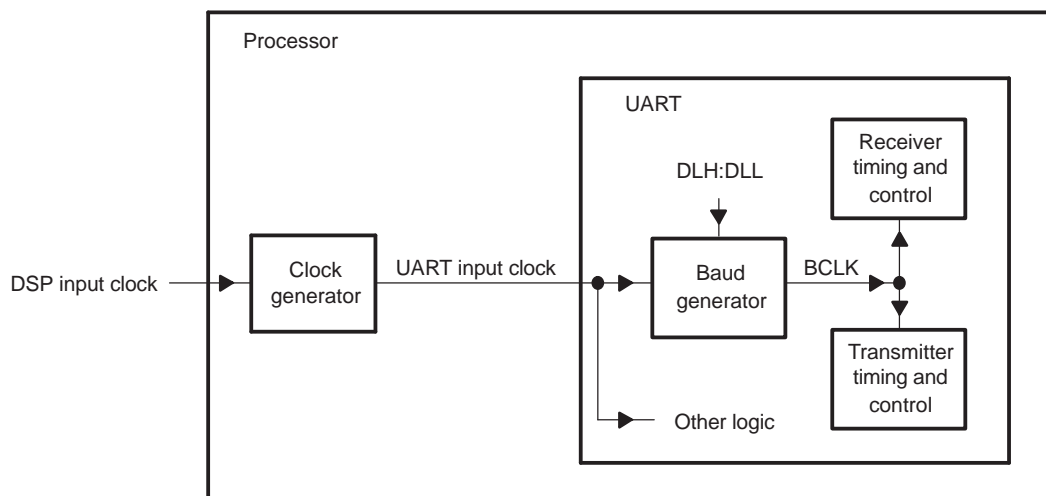 Processor
UART
Receiver
timing and
control
DLH:DLL
DSP input clock
Clock
generator
UART input clock
Baud
generator
BCLK
Transmitter
timing and
control
Other logic